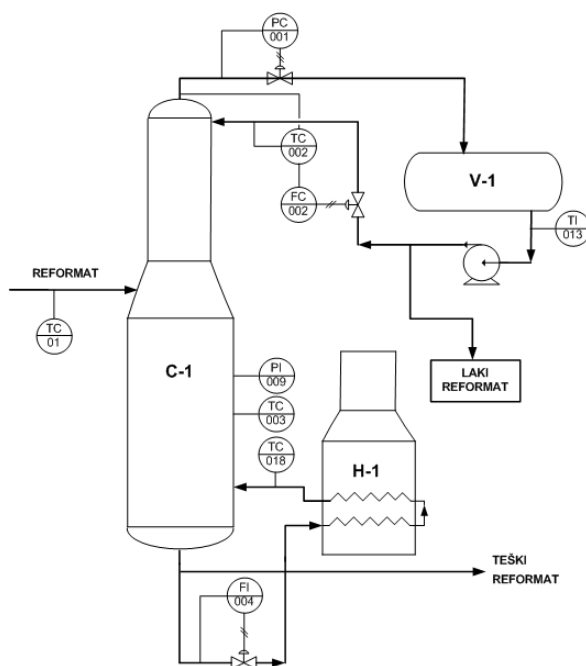 PC
001
TC
002
FC
002
V-1
TI
013
REFORMAT
TC
01
C-1
PI
009
TC
003
TC
018
H-1
LAKI
REFORMAT
TEŠKI
REFORMAT
FI
004